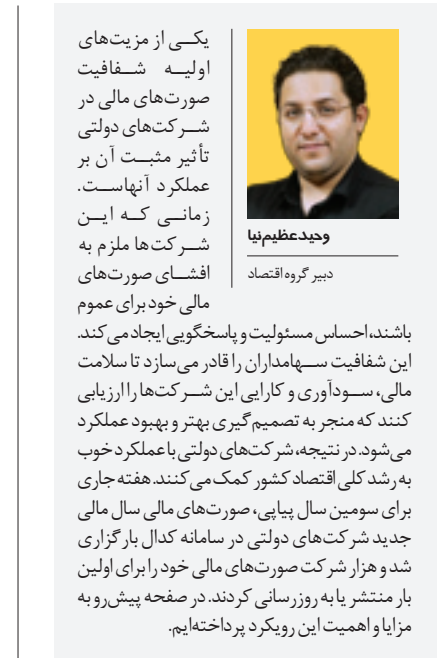 یکی از مزیت‌های
اولیه شفافیت
صورت‌های مالی در
شرکت‌های دولتی
تأثیر مثبت آن بر
عملکرد آنهاست.
زمانی که این
شرکت‌ها ملزم به
افشای صورت‌های
مالی خود برای عموم
وحید عظیم‌نیا
دبیر گروه اقتصاد
باشند، احساس مسئولیت و پاسخگویی ایجاد می‌کند.
این شفافیت سهامداران را قادر می‌سازد تا سلامت
مالی، سودآوری و کارایی این شرکت‌ها را ارزیابی
کنند که منجر به تصمیم‌گیری بهتر و بهبود عملکرد
می‌شود. در نتیجه، شرکت‌های دولتی با عملکرد خوب
به رشد کلی اقتصاد کشور کمک می‌کنند. هفته جاری
برای سومین سال پیاپی، صورت‌های مالی سال مالی
جدید شرکت‌های دولتی در سامانه کدال بارگزاری
شد و هزار شرکت صورت‌های مالی خود را برای اولین
بار منتشر یا به روزرسانی کردند. در صفحه پیش‌رو به
مزایا و اهمیت این رویکرد پرداخته‌ایم.